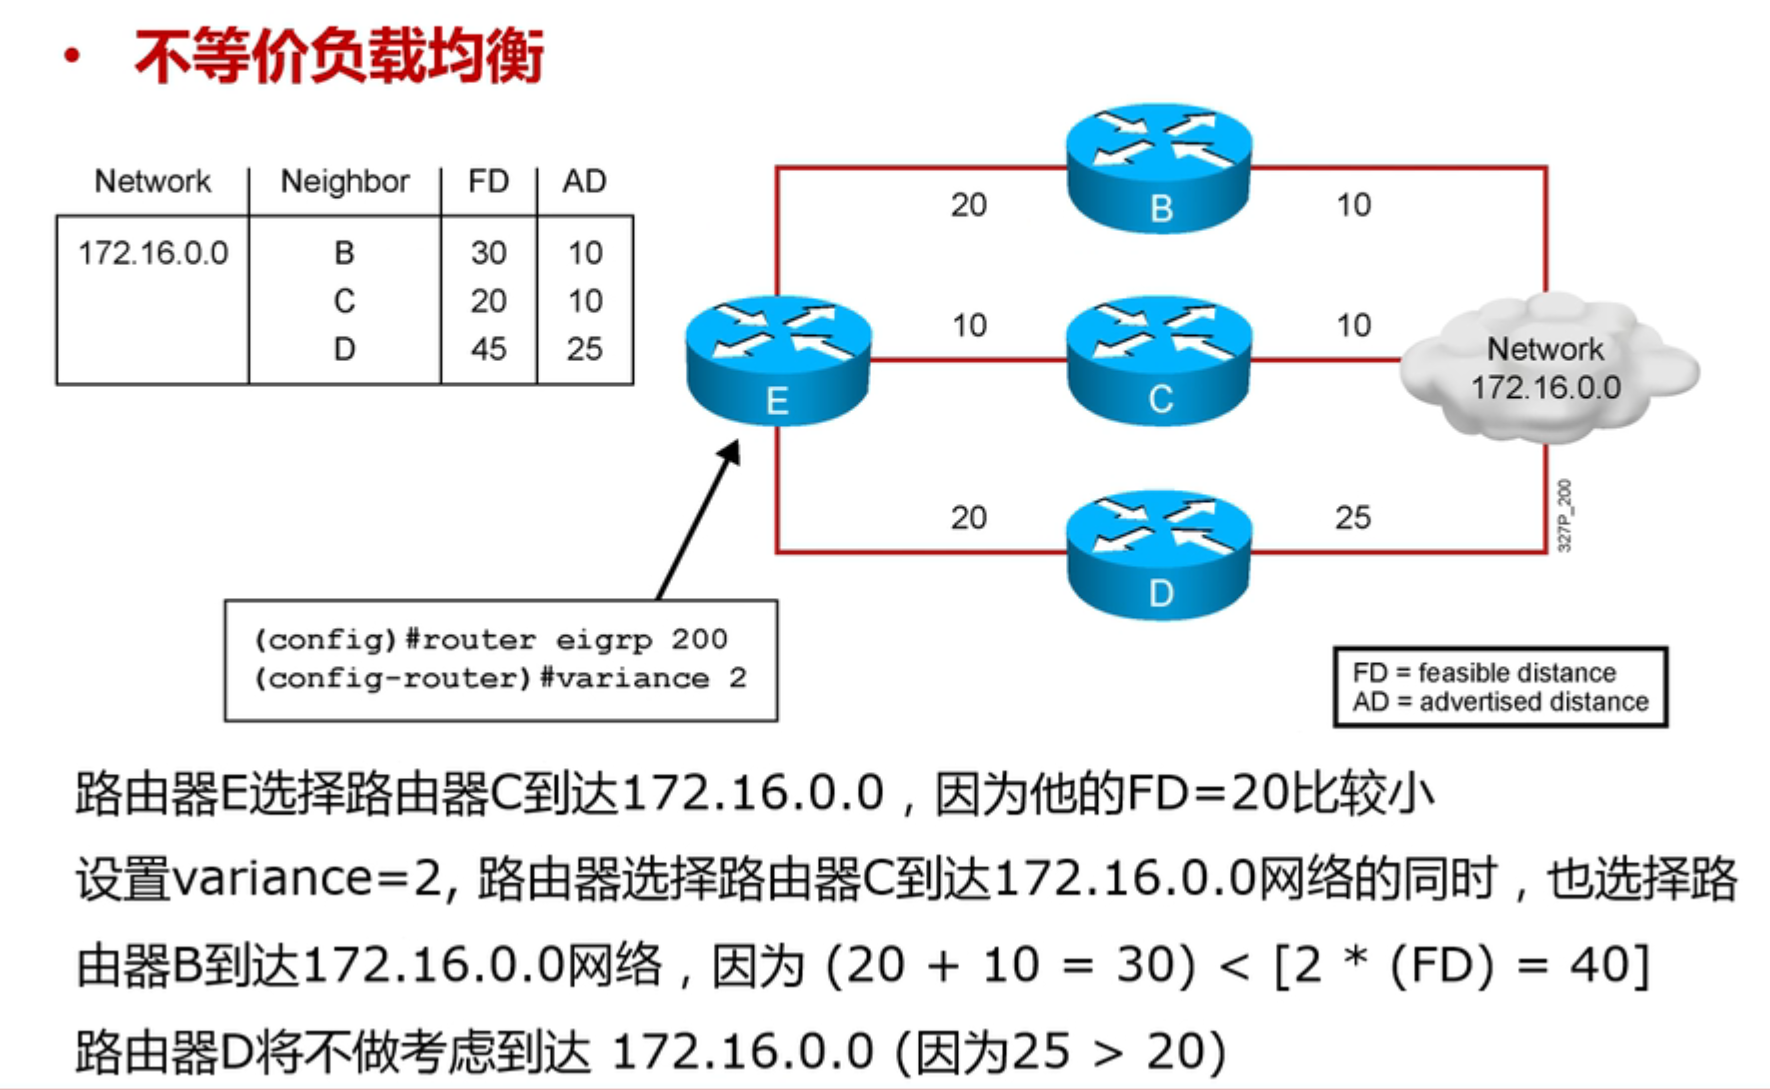 • 不等价负载均衡
Network Neighbor FD AD
172.16.0.0 B 30 10
C 20 10
D 45 25
B
20
10
E
10
C
10
Network
172.16.0.0
20
D
25
327P_200
(config)#router eigrp 200
(config-router)#variance 2
FD = feasible distance
AD = advertised distance
路由器E选择路由器C到达172.16.0.0，因为他的FD=20比较小
设置variance=2, 路由器选择路由器C到达172.16.0.0网络的同时，也选择路
由器B到达172.16.0.0网络，因为 (20 + 10 = 30) < [2 * (FD) = 40]
路由器D将不做考虑到达 172.16.0.0 (因为25 > 20)